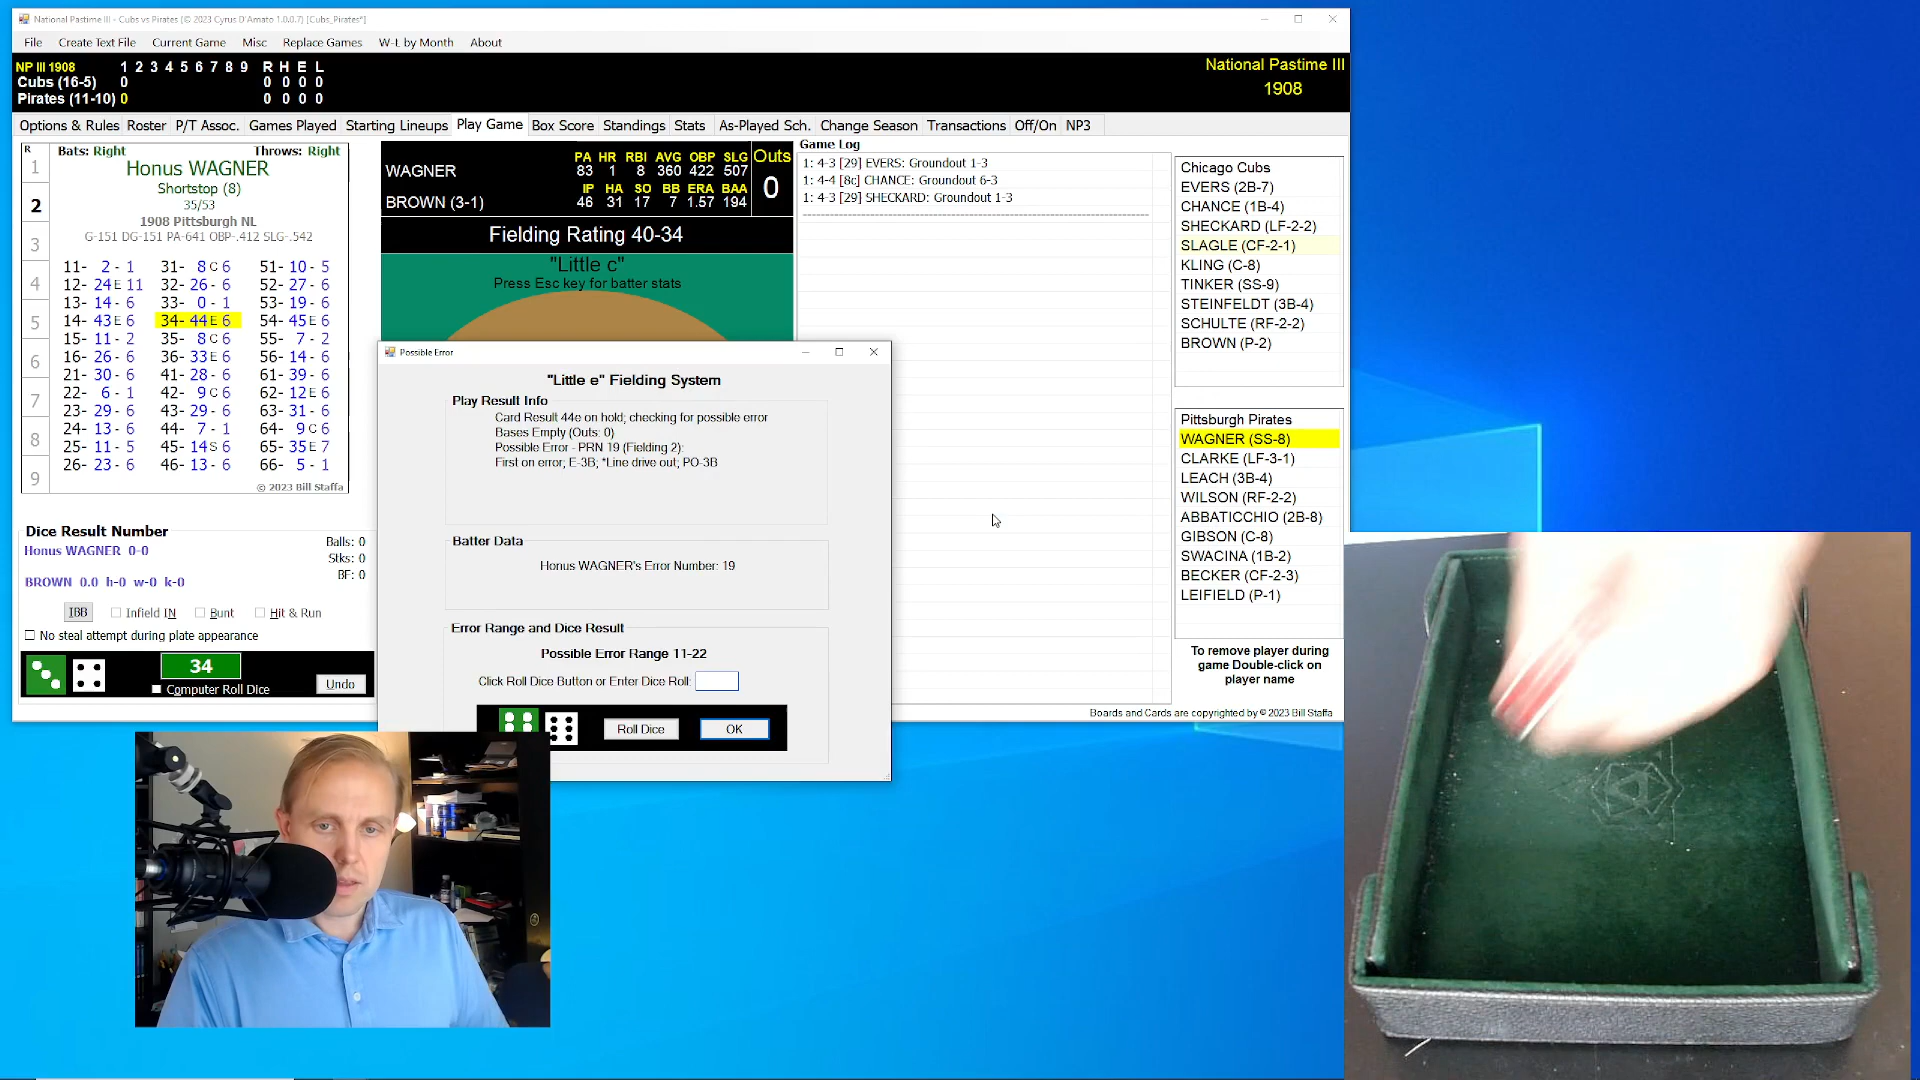 National Pastime III - Cubs vs Pirates (© 2023 Cyrus D'Amato 1.0.0.7) [Cubs_Pirates*]
File Create Text File Current Game Misc Replace Games W-L by Month About
NP III 1908 1 2 3 4 5 6 7 8 9 R H E L
Cubs (16-5) 0 0 0 0 0
Pirates (11-10) 0 0 0 0 0
National Pastime III
1908
Options & Rules Roster P/T Assoc. Games Played Starting Lineups Play Game Box Score Standings Stats As-Played Sch. Change Season Transactions Off/On NP3
R
1
2
3
4
5
6
7
8
9
Bats: Right Throws: Right
Honus WAGNER
Shortstop (8)
35/53
1908 Pittsburgh NL
G-151 DG-151 PA-641 OBP-.412 SLG-.542
11- 2 - 1 31- 8 C 6 51- 10 - 5
12- 24 E 11 32- 26 - 6 52- 27 - 6
13- 14 - 6 33- 0 - 1 53- 19 - 6
14- 43 E 6 34- 44 E 6 54- 45 E 6
15- 11 - 2 35- 8 C 6 55- 7 - 2
16- 26 - 6 36- 33 E 6 56- 14 - 6
21- 30 - 6 41- 28 - 6 61- 39 - 6
22- 6 - 1 42- 9 C 6 62- 12 E 6
23- 29 - 6 43- 29 - 6 63- 31 - 6
24- 13 - 6 44- 7 - 1 64- 9 C 6
25- 11 - 5 45- 14 S 6 65- 35 E 7
26- 23 - 6 46- 13 - 6 66- 5 - 1
© 2023 Bill Staffa
Dice Result Number
Honus WAGNER 0-0
BROWN 0.0 h-0 w-0 k-0
Balls: 0
Stks: 0
BF: 0
IBB Infield IN Bunt Hit & Run
No steal attempt during plate appearance
34
Computer Roll Dice
Undo
PA HR RBI AVG OBP SLG Outs
WAGNER 83 1 8 360 422 507 0
IP HA SO BB ERA BAA
BROWN (3-1) 46 31 17 7 1.57 194
Fielding Rating 40-34
"Little c"
Press Esc key for batter stats
Possible Error
"Little e" Fielding System
Play Result Info
Card Result 44e on hold; checking for possible error
Bases Empty (Outs: 0)
Possible Error - PRN 19 (Fielding 2):
First on error; E-3B; *Line drive out; PO-3B
Batter Data
Honus WAGNER's Error Number: 19
Error Range and Dice Result
Possible Error Range 11-22
Click Roll Dice Button or Enter Dice Roll:
Roll Dice OK
Game Log
1: 4-3 [29] EVERS: Groundout 1-3
1: 4-4 [8c] CHANCE: Groundout 6-3
1: 4-3 [29] SHECKARD: Groundout 1-3
Chicago Cubs
EVERS (2B-7)
CHANCE (1B-4)
SHECKARD (LF-2-2)
SLAGLE (CF-2-1)
KLING (C-8)
TINKER (SS-9)
STEINFELDT (3B-4)
SCHULTE (RF-2-2)
BROWN (P-2)
Pittsburgh Pirates
WAGNER (SS-8)
CLARKE (LF-3-1)
LEACH (3B-4)
WILSON (RF-2-2)
ABBATICCHIO (2B-8)
GIBSON (C-8)
SWACINA (1B-2)
BECKER (CF-2-3)
LEIFIELD (P-1)
To remove player during
game Double-click on
player name
Boards and Cards are copyrighted by © 2023 Bill Staffa